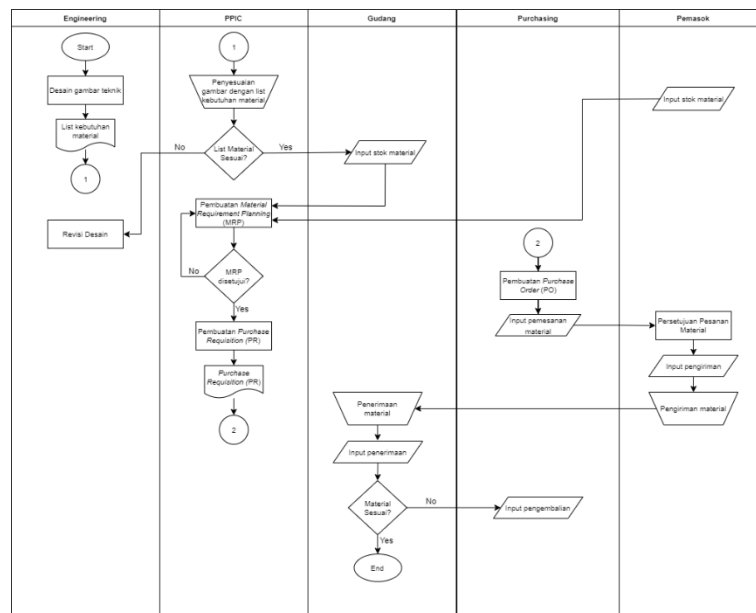 Engineering
PPIC
Gudang
Purchasing
Pemasok
Start
Desain gambar teknik
List kebutuhan
material
1
Revisi Desain
1
Penyesuaian
gambar dengan list
kebutuhan material
List Material
Sesuai?
No
Yes
Pembuatan Material
Requirement Planning
(MRP)
MRP
disetujui?
No
Yes
Pembuatan Purchase
Requisition (PR)
Purchase
Requisition (PR)
2
Input stok material
Penerimaan
material
Input penerimaan
Material
Sesuai?
No
Yes
End
2
Pembuatan Purchase
Order (PO)
Input pemesanan
material
Input pengembalian
Input stok material
Persetujuan Pesanan
Material
Input pengiriman
Pengiriman material